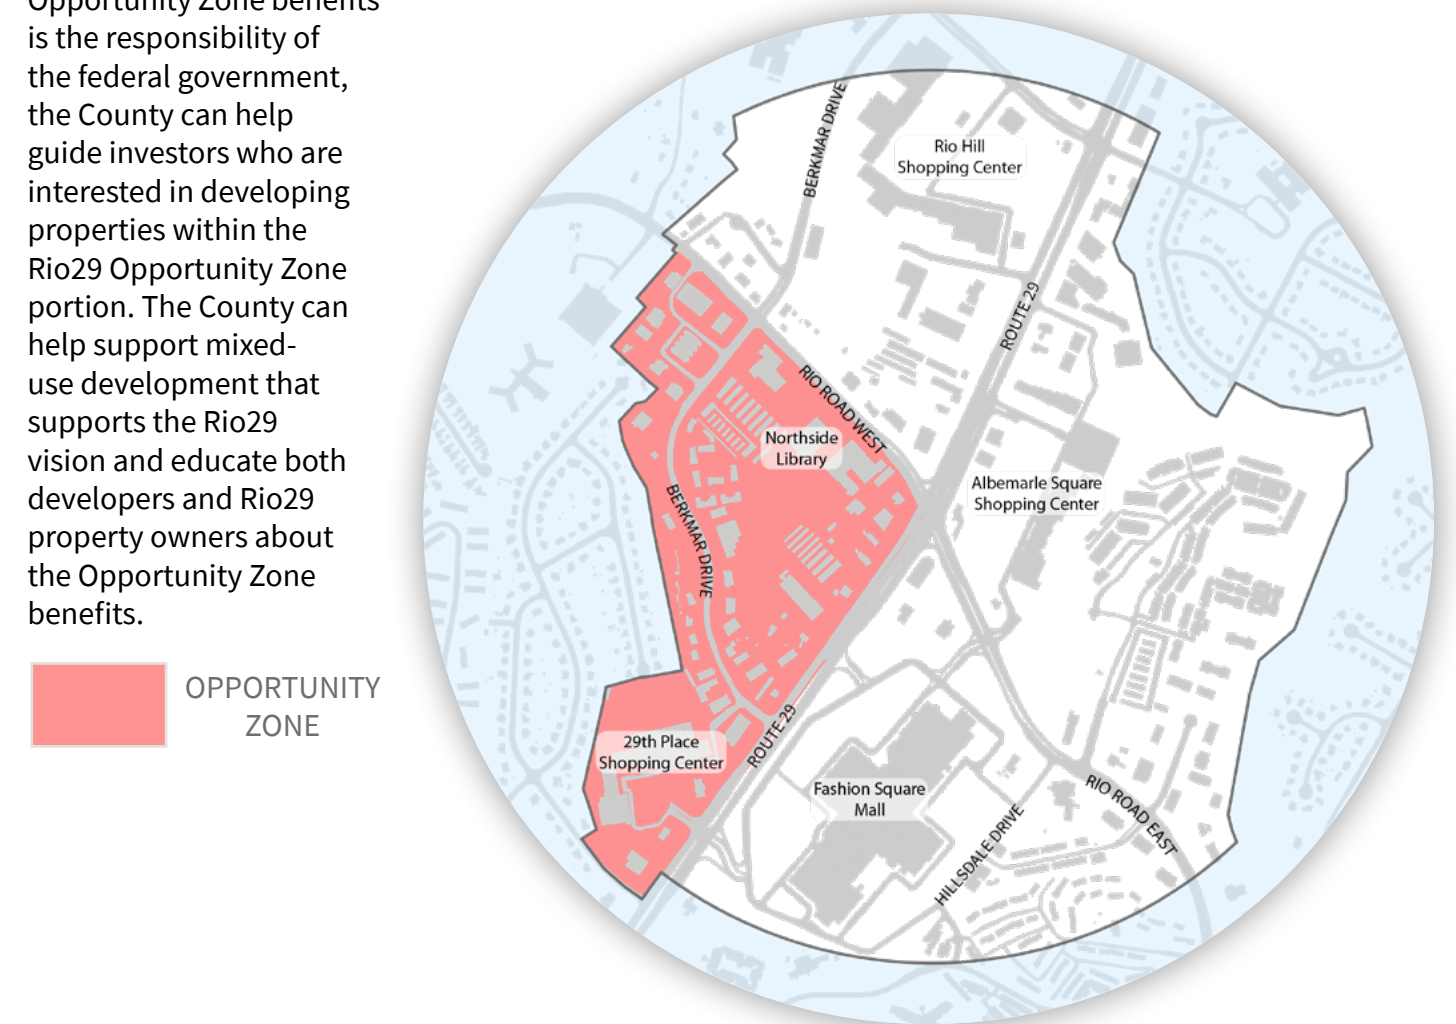 Opportunity Zone benefits
is the responsibility of
the federal government,
the County can help
guide investors who are
interested in developing
properties within the
Rio29 Opportunity Zone
portion. The County can
help support mixed-
use development that
supports the Rio29
vision and educate both
developers and Rio29
property owners about
the Opportunity Zone
benefits.
OPPORTUNITY
ZONE
BERKMAR DRIVE
Rio Hill
Shopping Center
ROUTE 29
RIO ROAD WEST
Northside
Library
Albemarle Square
Shopping Center
BERKMAR DRIVE
ROUTE 29
29th Place
Shopping Center
Fashion Square
Mall
HILLSDALE DRIVE
RIO ROAD EAST